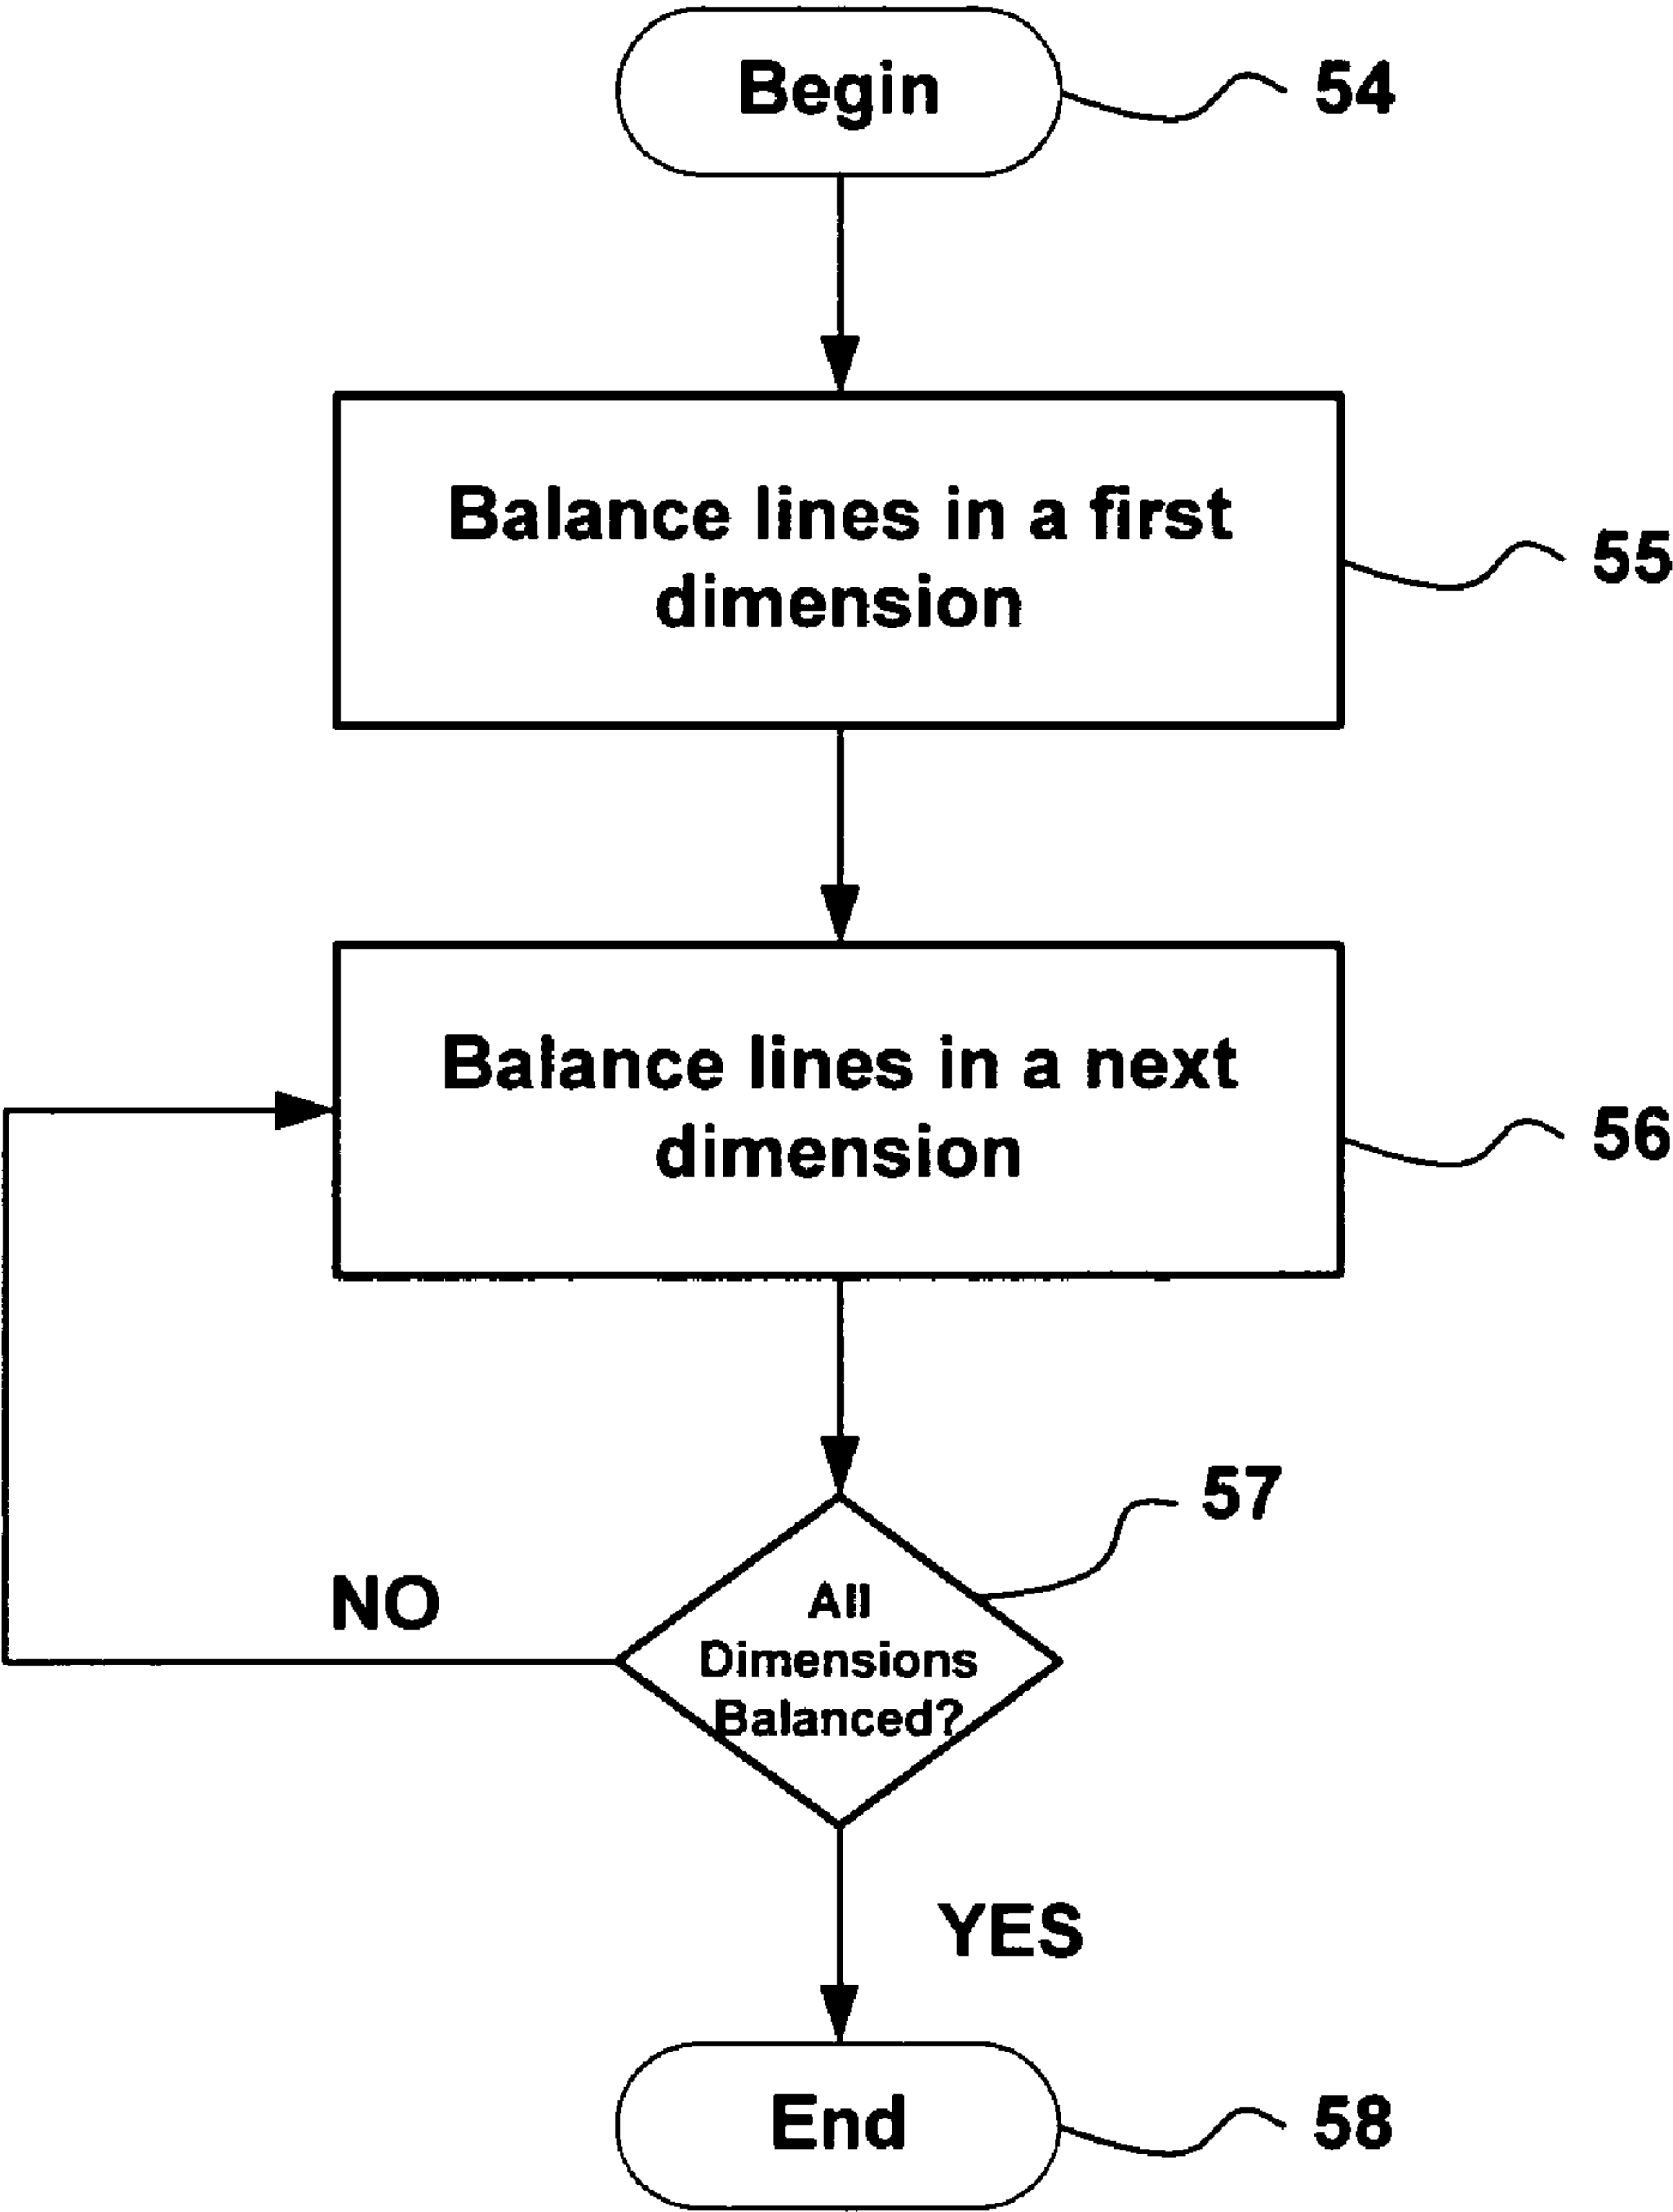 Begin
54
Balance lines in a first
dimension
55
Balance lines in a next
dimension
56
57
All
Dimensions
Balanced?
NO
YES
End
58